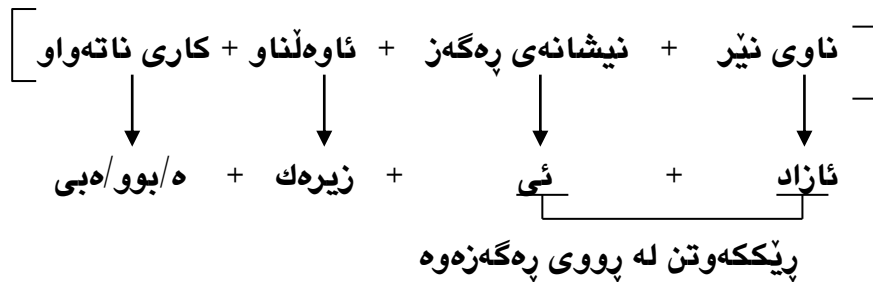 [ناوی نێر + نیشانەی ڕەگەز + ئاوەڵناو + کاری ناتەواو]
ئازاد + ئی + زیرەك + ە/بوو/ەبی
ڕێککەوتن لە ڕووی ڕەگەزەوە